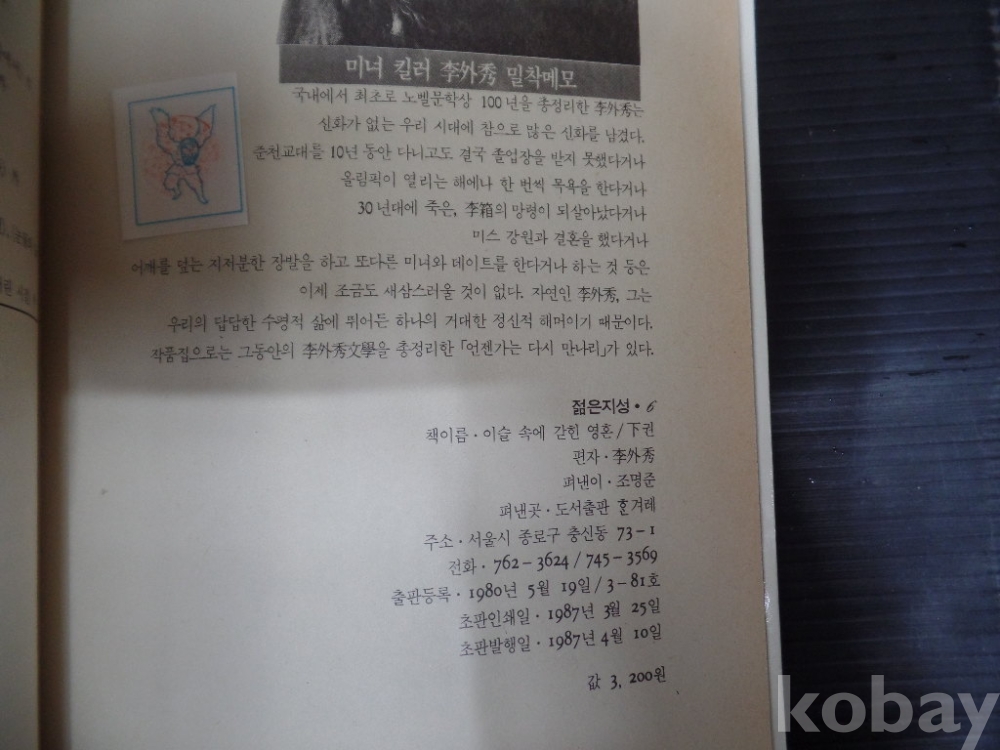 미녀 킬러 李外秀 밀착메모
국내에서 최초로 노벨문학상 100년을 총정리한 李外秀는
신화가 없는 우리 시대에 참으로 많은 신화를 남겼다.
춘천교대를 10년 동안 다니고도 결국 졸업장을 받지 못했다거나
올림픽이 열리는 해에나 한 번씩 목욕을 한다거나
30년대에 죽은, 李箱의 망령이 되살아났다거나
미스 강원과 결혼을 했다거나
어깨를 덮는 지저분한 장발을 하고 또다른 미녀와 데이트를 한다거나 하는 것 등은
이제 조금도 새삼스러울 것이 없다. 자연인 李外秀, 그는
우리의 답답한 수평적 삶에 뛰어든 하나의 거대한 정신적 해머이기 때문이다.
작품집으로는 그동안의 李外秀文學을 총정리한 「언젠가는 다시 만나리」가 있다.
젊은지성·6
책이름·이슬 속에 갇힌 영혼/下권
편자·李外秀
펴낸이·조명준
펴낸곳·도서출판 ᄒᆞᆫ겨레
주소·서울시 종로구 충신동 73-1
전화·762-3624/745-3569
출판등록·1980년 5월 19일/3-81호
초판인쇄일·1987년 3월 25일
초판발행일·1987년 4월 10일
값 3,200원
kobay